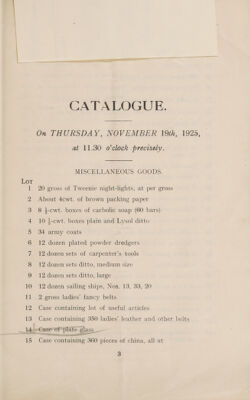 CATALOGUE.
On THURSDAY, NOVEMBER 19th, 1925,
at 11.30 o'clock precisely.
MISCELLANEOUS GOODS.
Lot
1 20 gross of Tweenie night-lights, at per gross
2 About 4cwt. of brown packing paper
3 8 ½-cwt. boxes of carbolic soap (60 bars)
4 10 ½-cwt. boxes plain and Lysol ditto
5 34 army coats
6 12 dozen plated powder dredgers
7 12 dozen sets of carpenter's tools
8 12 dozen sets ditto, medium size
9 12 dozen sets ditto, large
10 12 dozen sailing ships, Nos. 13, 33, 20
11 2 gross ladies' fancy belts
12 Case containing lot of useful articles
13 Case containing 350 ladies' leather and other belts
14 Case of plate glass
15 Case containing 360 pieces of china, all at
3